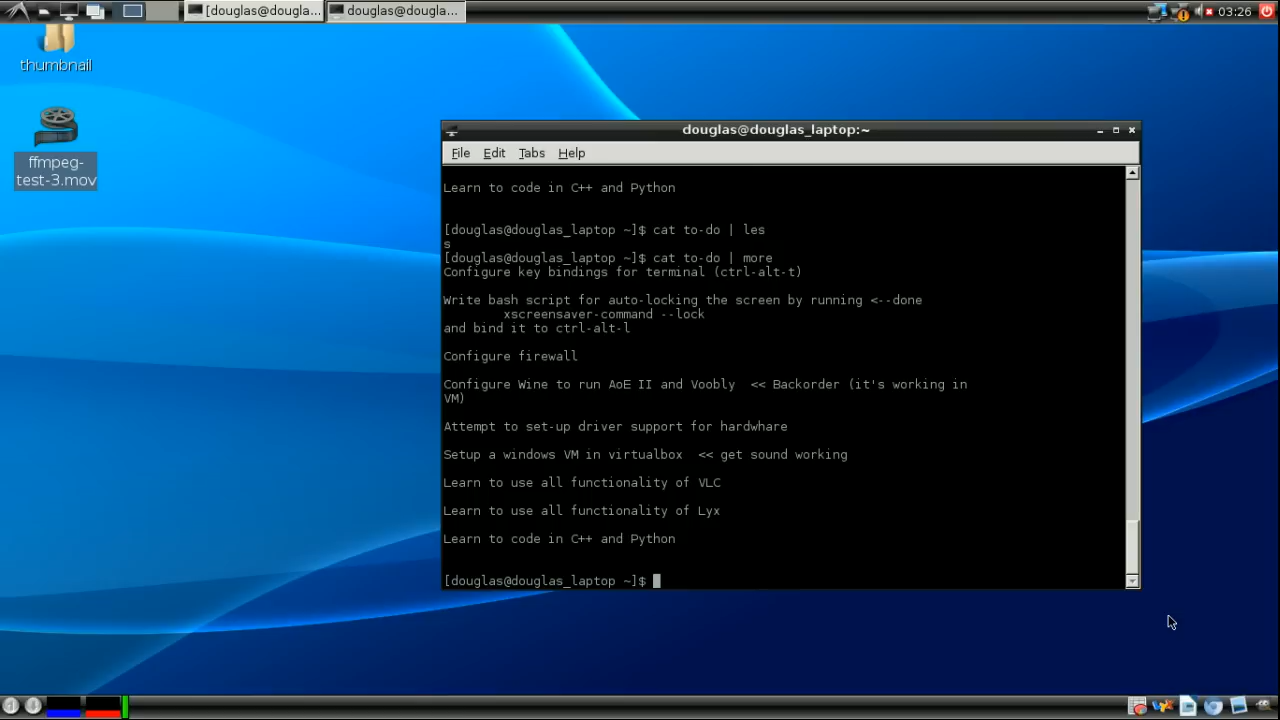 [douglas@dougla...
douglas@dougla...
03:26
thumbnail
ffmpeg-
test-3.mov
douglas@douglas_laptop:~
File Edit Tabs Help
Learn to code in C++ and Python
[douglas@douglas_laptop ~]$ cat to-do | les
s
[douglas@douglas_laptop ~]$ cat to-do | more
Configure key bindings for terminal (ctrl-alt-t)
Write bash script for auto-locking the screen by running <--done
xscreensaver-command --lock
and bind it to ctrl-alt-l
Configure firewall
Configure Wine to run AoE II and Voobly  << Backorder (it's working in
VM)
Attempt to set-up driver support for hardwhare
Setup a windows VM in virtualbox  << get sound working
Learn to use all functionality of VLC
Learn to use all functionality of Lyx
Learn to code in C++ and Python
[douglas@douglas_laptop ~]$